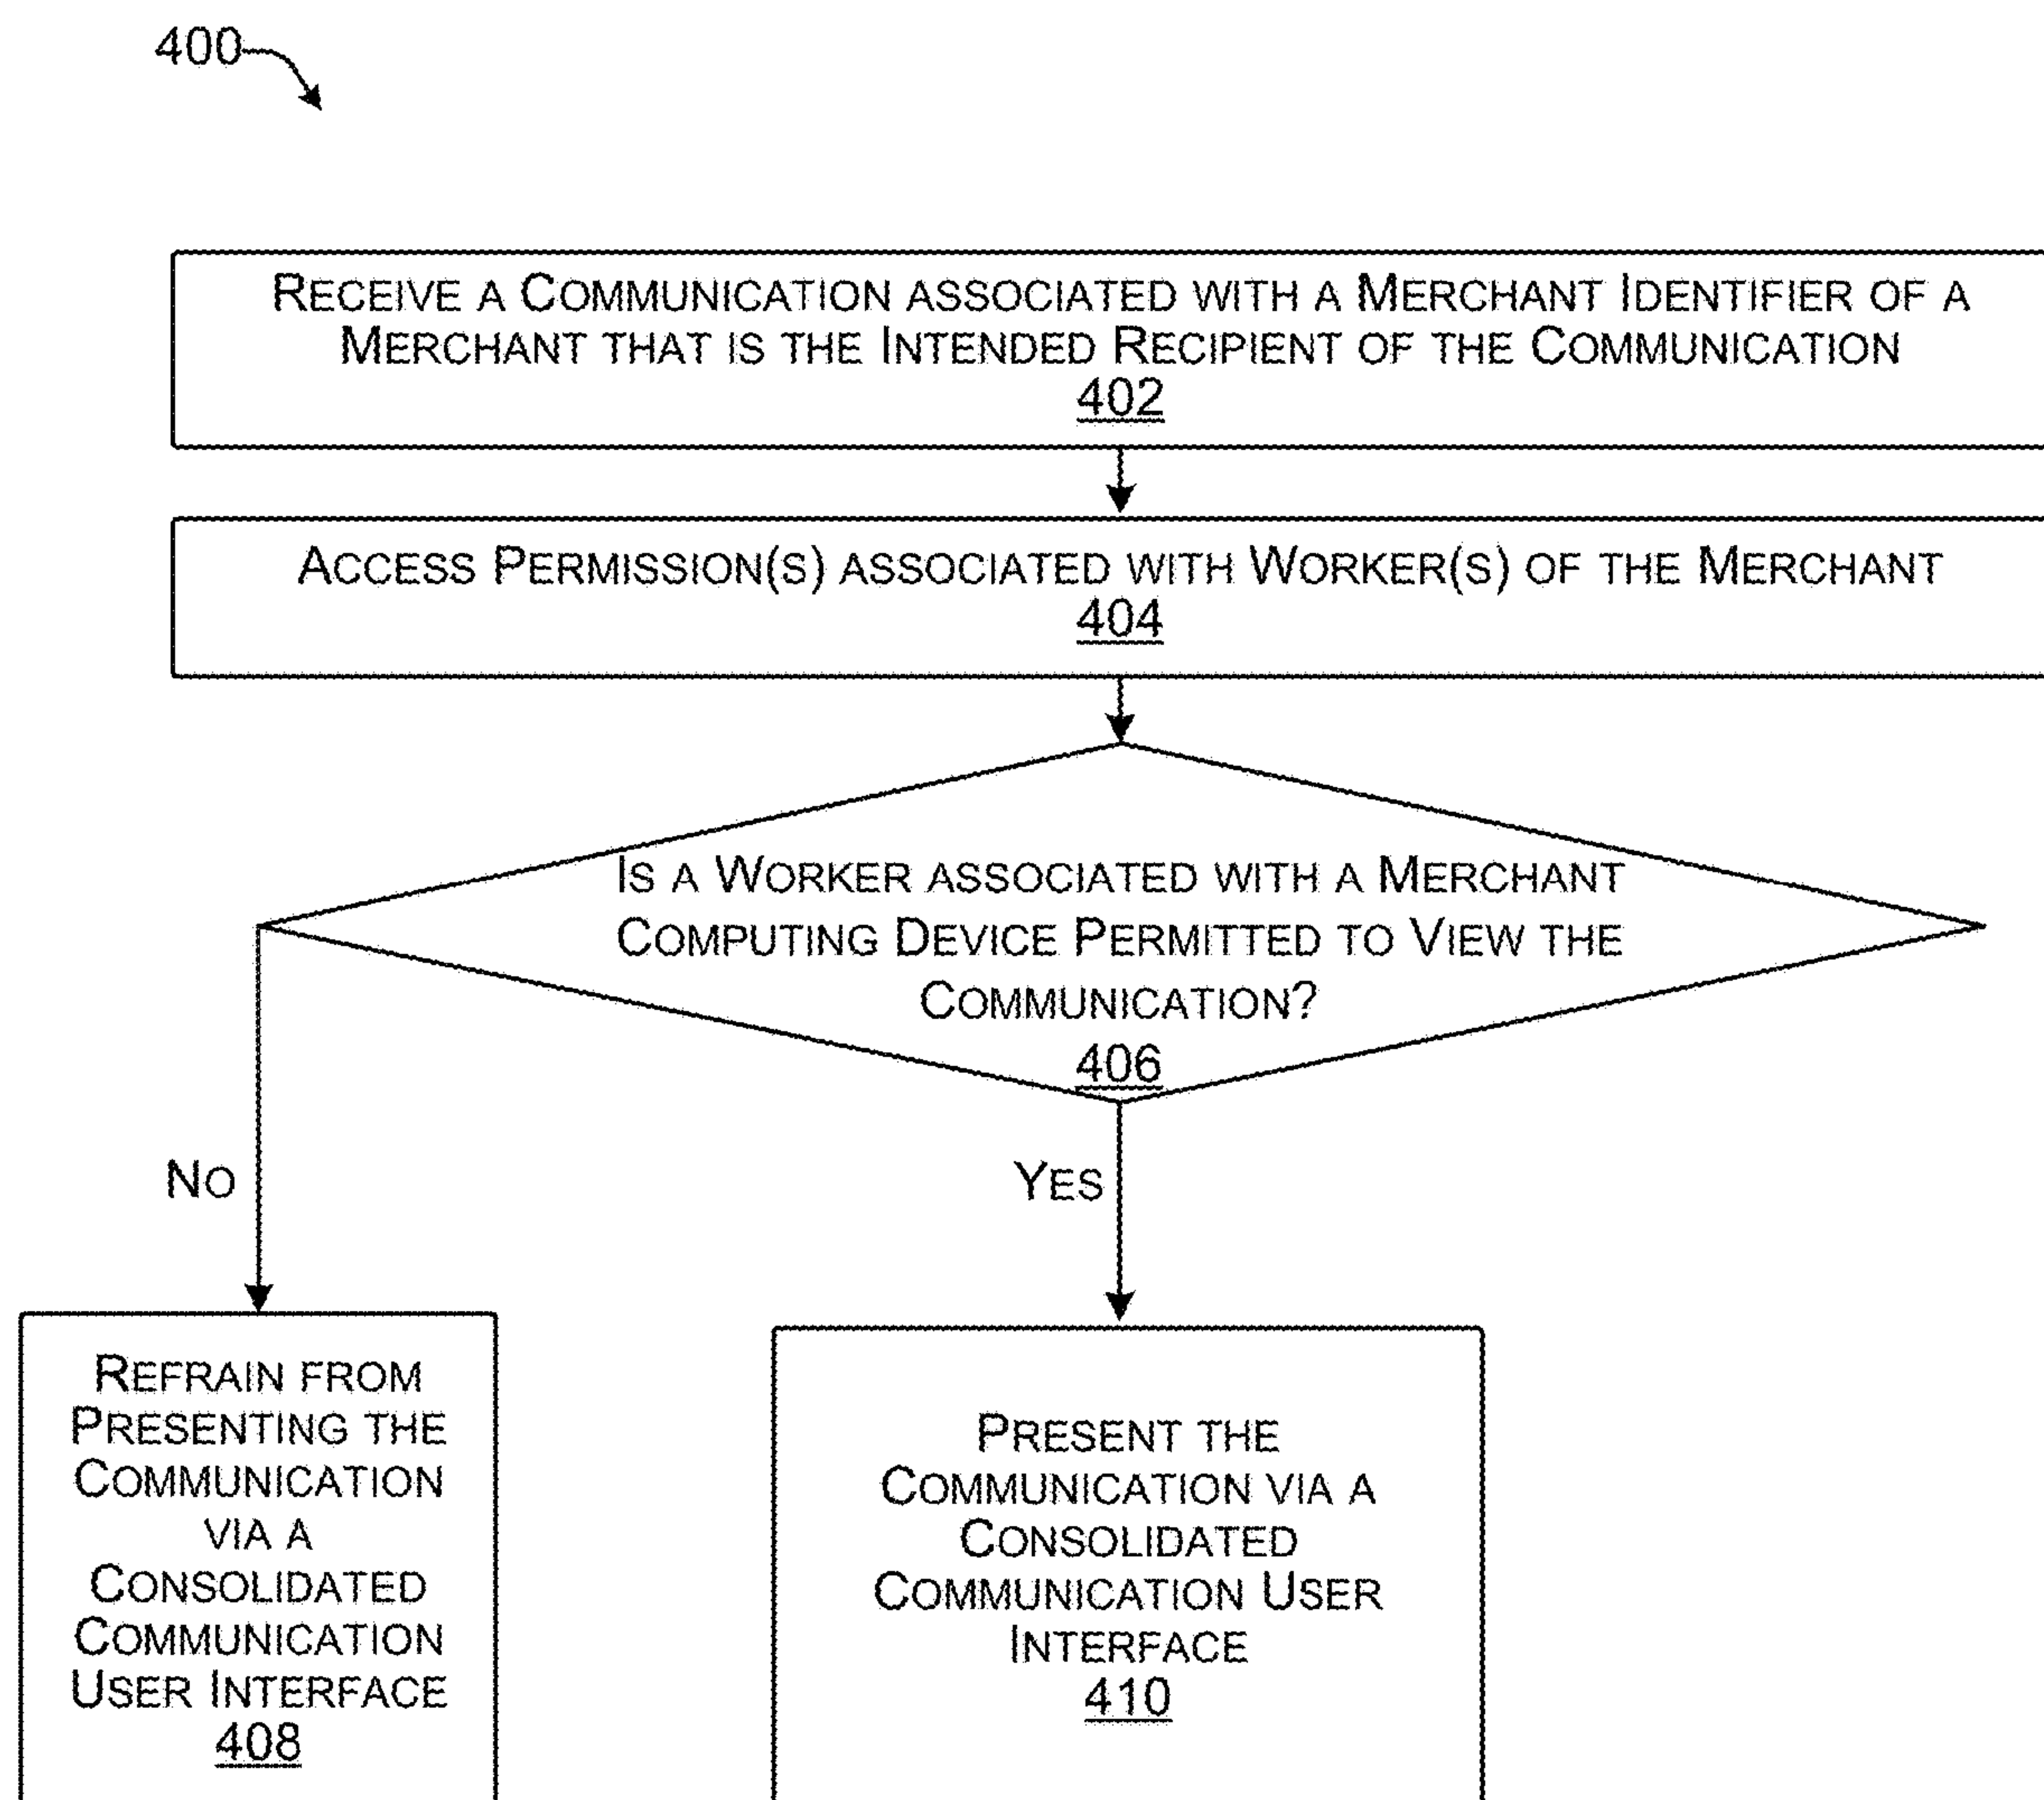 400
RECEIVE A COMMUNICATION ASSOCIATED WITH A MERCHANT IDENTIFIER OF A
MERCHANT THAT IS THE INTENDED RECIPIENT OF THE COMMUNICATION
402
ACCESS PERMISSION(S) ASSOCIATED WITH WORKER(S) OF THE MERCHANT
404
IS A WORKER ASSOCIATED WITH A MERCHANT
COMPUTING DEVICE PERMITTED TO VIEW THE
COMMUNICATION?
406
NO
YES
REFRAIN FROM
PRESENTING THE
COMMUNICATION
VIA A
CONSOLIDATED
COMMUNICATION
USER INTERFACE
408
PRESENT THE
COMMUNICATION VIA A
CONSOLIDATED
COMMUNICATION USER
INTERFACE
410